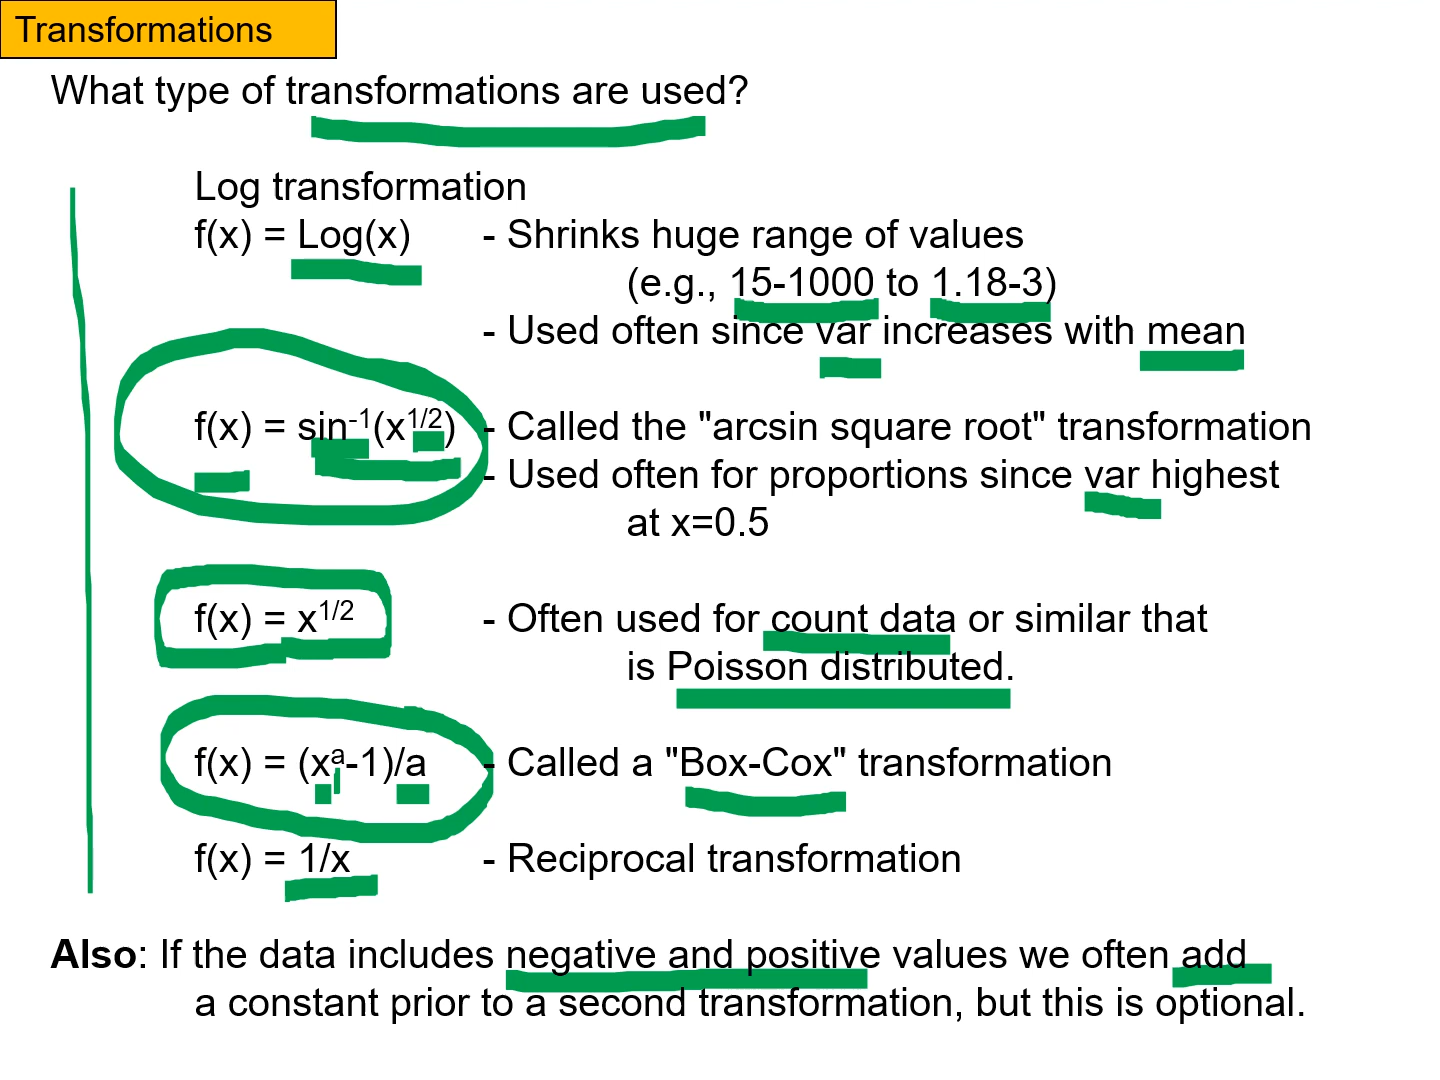 Transformations
What type of transformations are used?
Log transformation
f(x) = Log(x) - Shrinks huge range of values
(e.g., 15-1000 to 1.18-3)
- Used often since var increases with mean
f(x) = sin⁻¹(x¹/²) - Called the "arcsin square root" transformation
- Used often for proportions since var highest
at x=0.5
f(x) = x¹/² - Often used for count data or similar that
is Poisson distributed.
f(x) = (xᵃ-1)/a - Called a "Box-Cox" transformation
f(x) = 1/x - Reciprocal transformation
Also: If the data includes negative and positive values we often add
a constant prior to a second transformation, but this is optional.